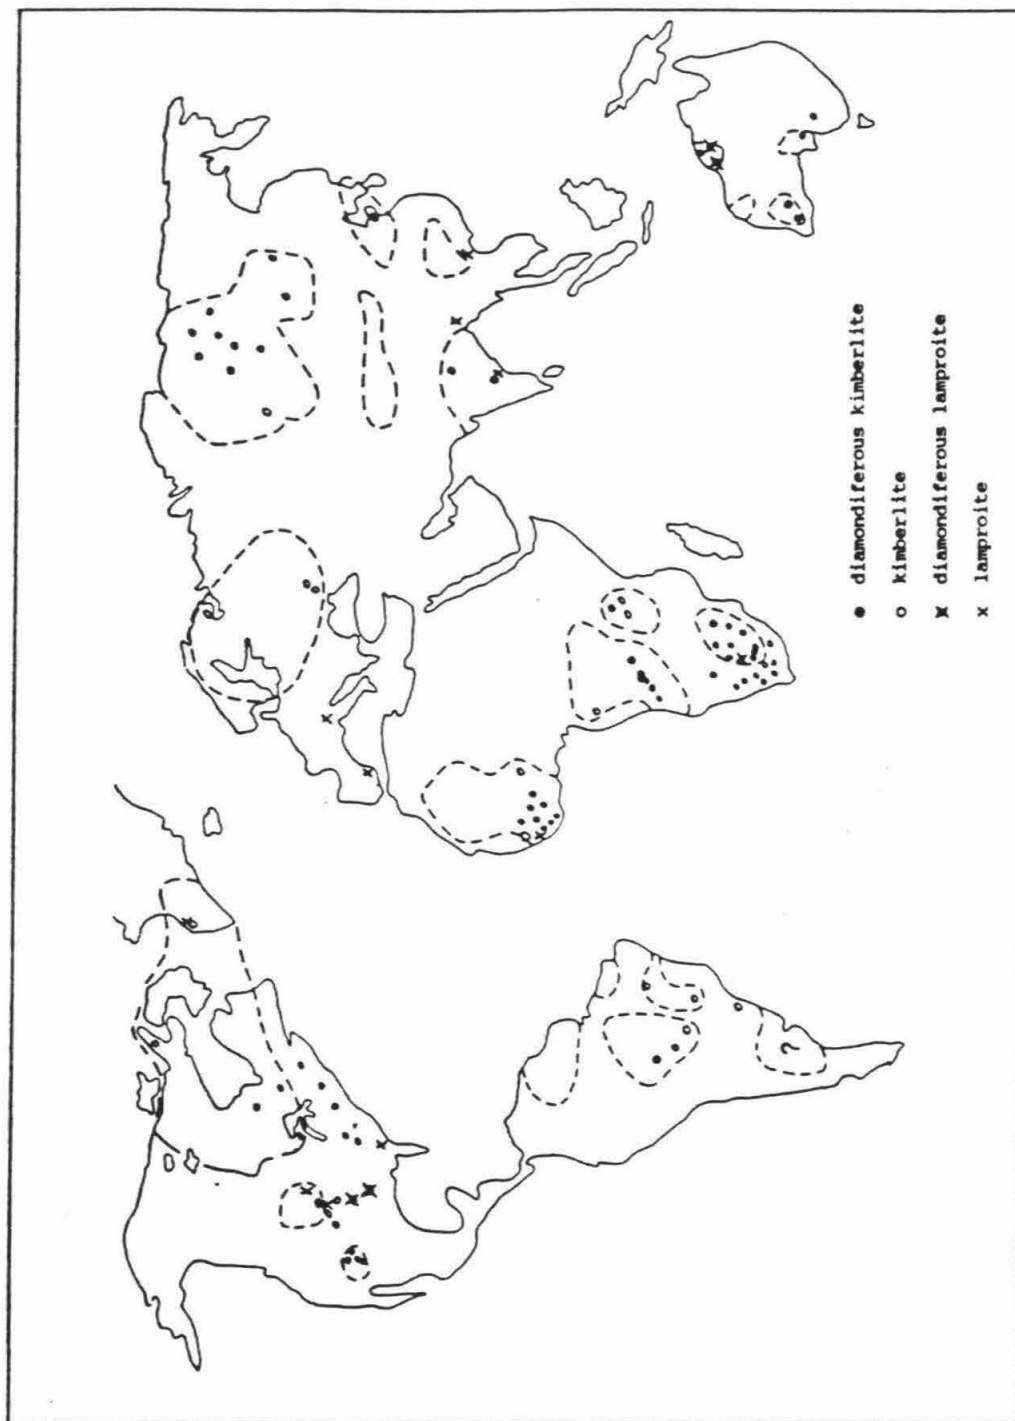 ● diamondiferous kimberlite
o kimberlite
✖ diamondiferous lamproite
x lamproite
?